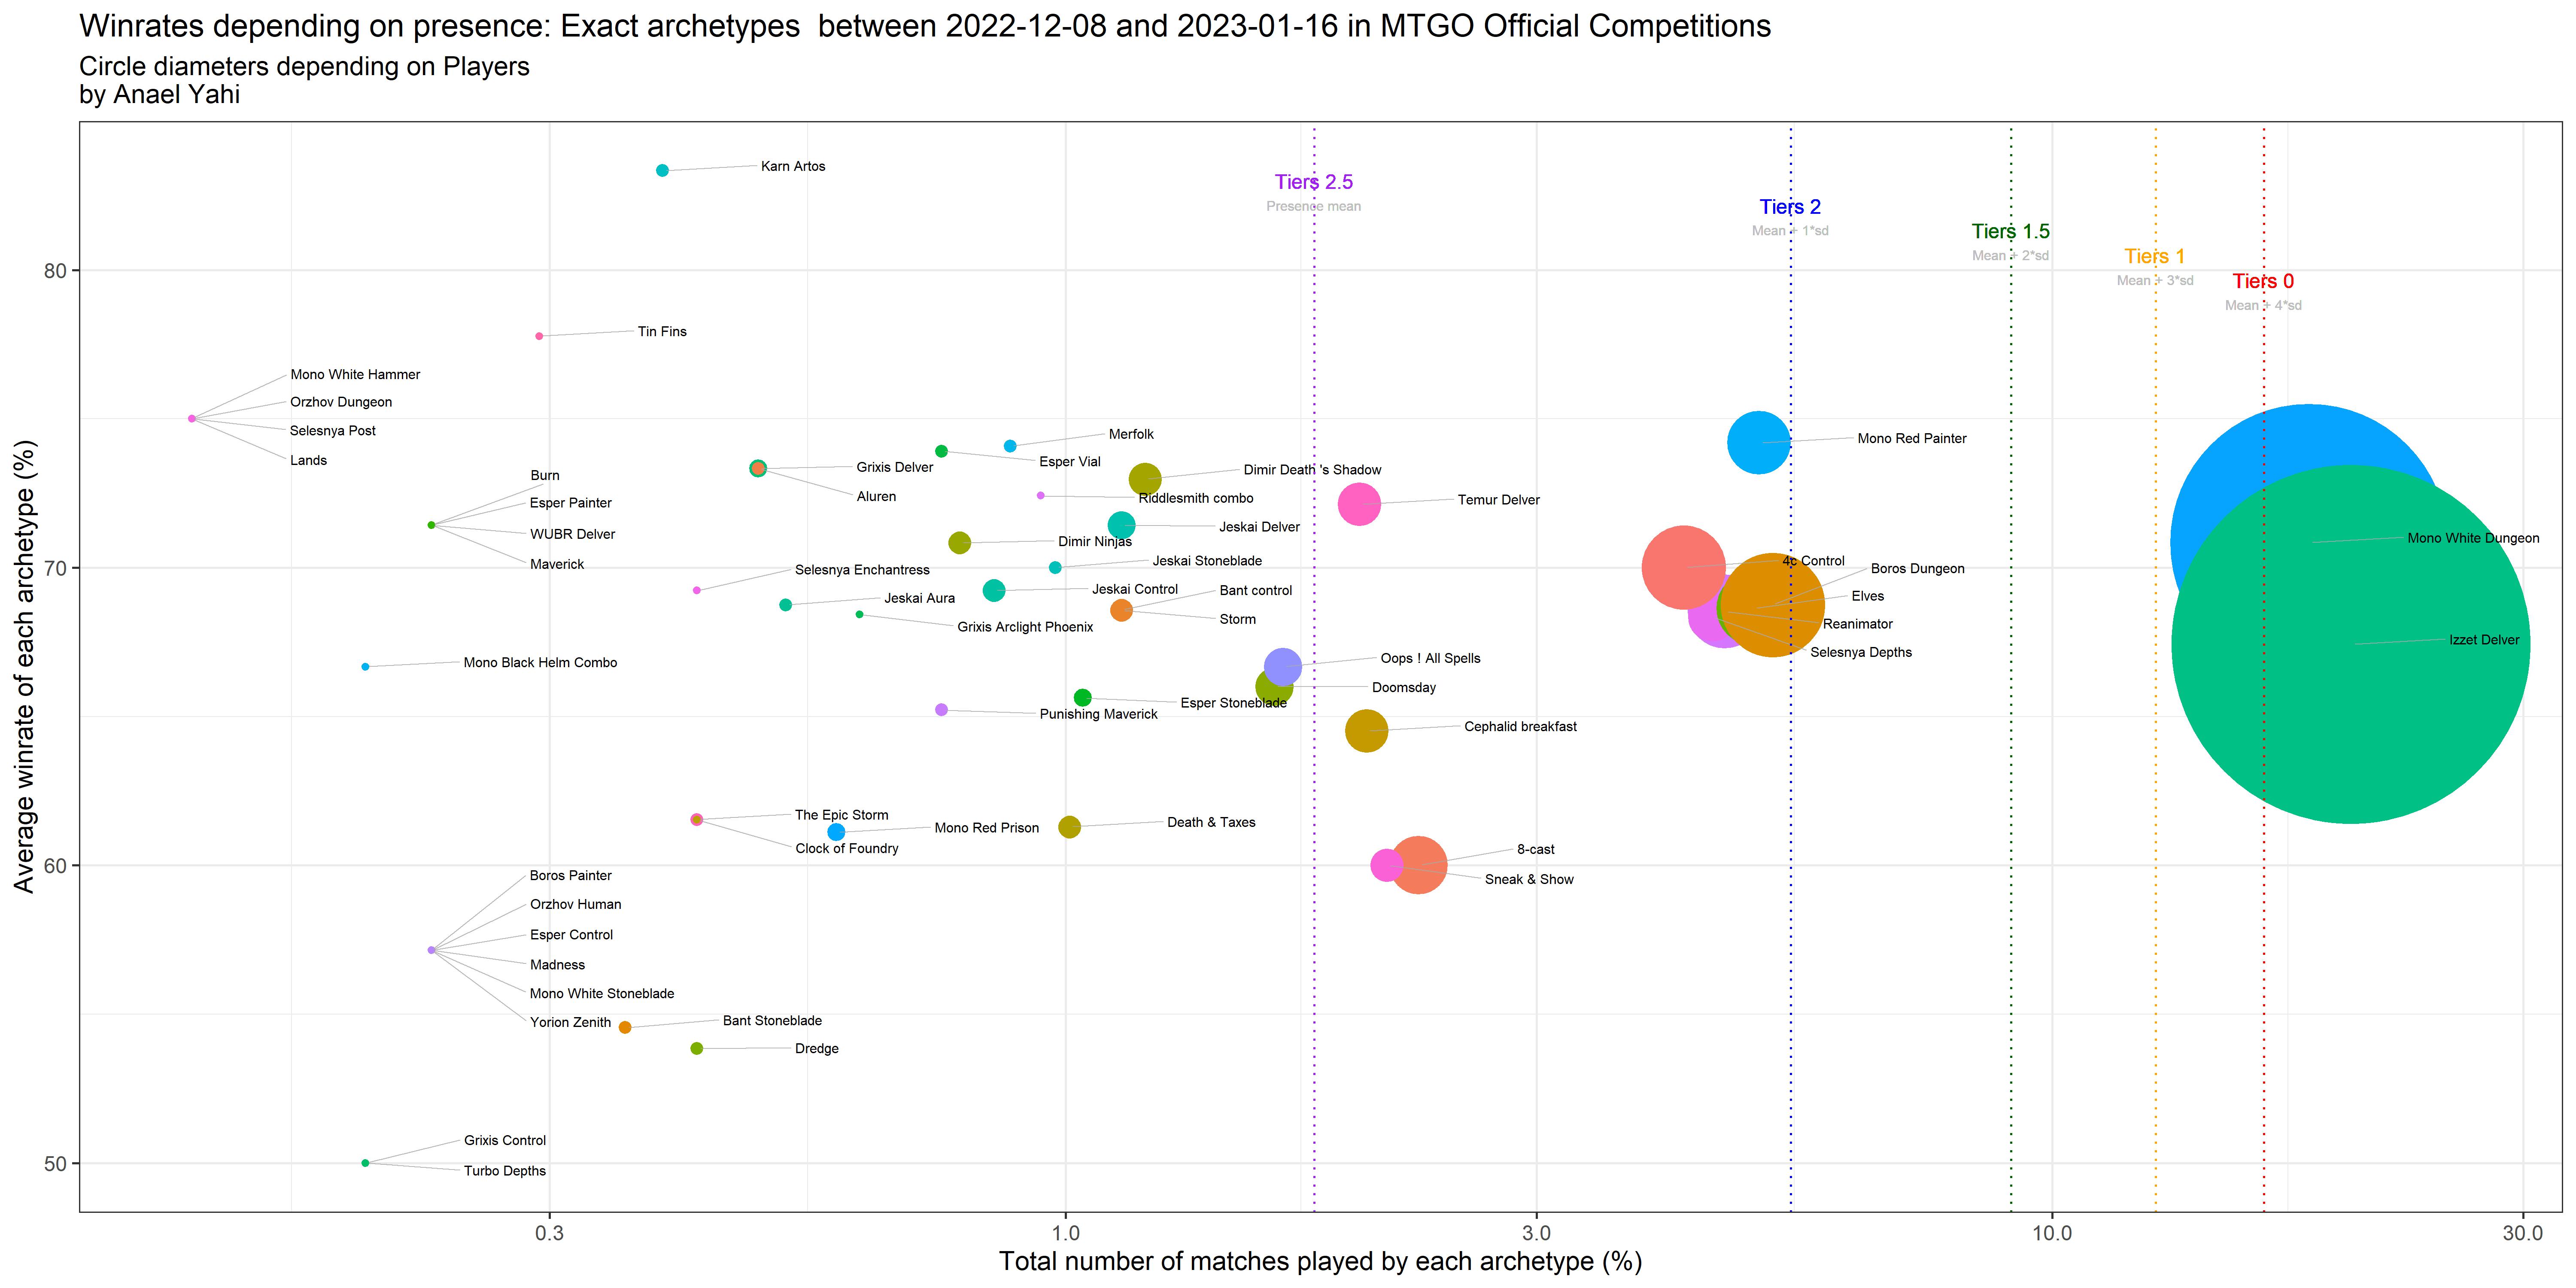 Winrates depending on presence: Exact archetypes  between 2022-12-08 and 2023-01-16 in MTGO Official Competitions
Circle diameters depending on Players
by Anael Yahi
Karn Artos
Tiers 2.5
Presence mean
Tiers 2
Mean + 1*sd
Tiers 1.5
Mean + 2*sd
Tiers 1
Mean + 3*sd
Tiers 0
Mean + 4*sd
80
Tin Fins
Mono White Hammer
Orzhov Dungeon
Selesnya Post
Lands
Merfolk
Esper Vial
Mono Red Painter
Grixis Delver
Aluren
Dimir Death 's Shadow
Burn
Esper Painter
WUBR Delver
Maverick
Riddlesmith combo
Temur Delver
Jeskai Delver
Dimir Ninjas
Mono White Dungeon
70
Jeskai Stoneblade
4c Control
Selesnya Enchantress
Boros Dungeon
Jeskai Control
Bant control
Storm
Elves
Jeskai Aura
Grixis Arclight Phoenix
Reanimator
Selesnya Depths
Izzet Delver
Mono Black Helm Combo
Oops ! All Spells
Doomsday
Esper Stoneblade
Punishing Maverick
Cephalid breakfast
The Epic Storm
Clock of Foundry
Mono Red Prison
Death & Taxes
60
8-cast
Sneak & Show
Boros Painter
Orzhov Human
Esper Control
Madness
Mono White Stoneblade
Yorion Zenith
Bant Stoneblade
Dredge
Grixis Control
Turbo Depths
50
Average winrate of each archetype (%)
0.3
1.0
3.0
10.0
30.0
Total number of matches played by each archetype (%)